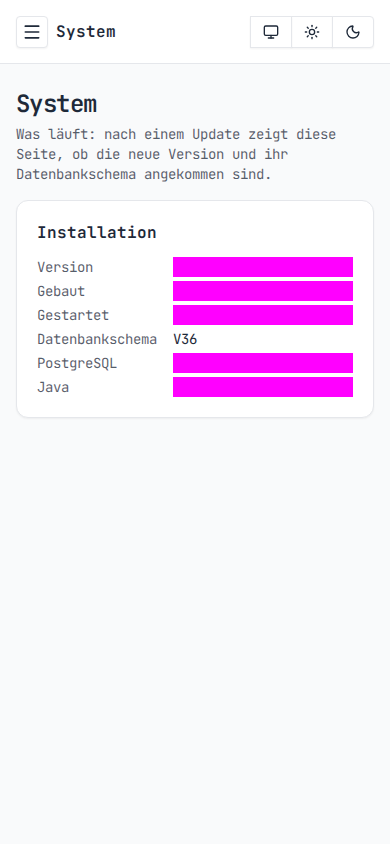 System
System
Was läuft: nach einem Update zeigt diese
Seite, ob die neue Version und ihr
Datenbankschema angekommen sind.
Installation
Version
Gebaut
Gestartet
Datenbankschema V36
PostgreSQL
Java